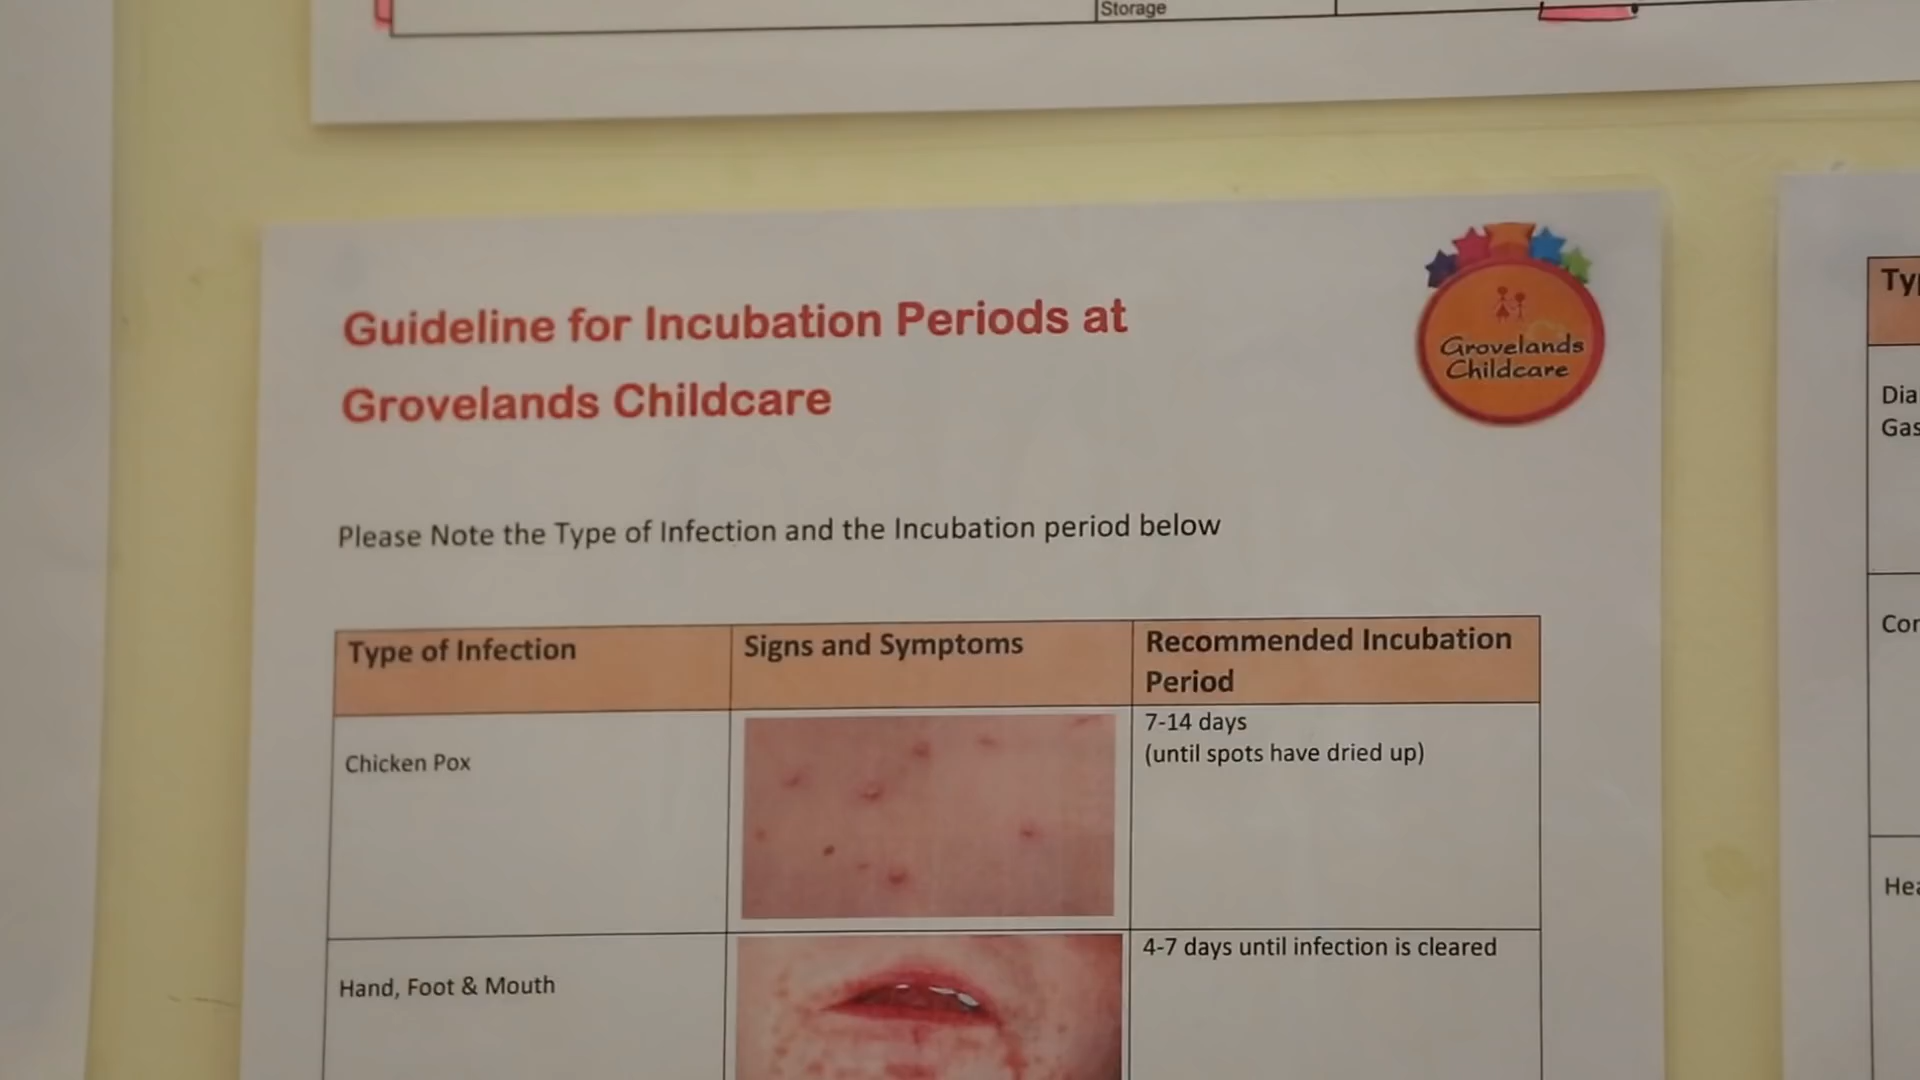 Storage
Guideline for Incubation Periods at
Grovelands Childcare
Grovelands
Childcare
Please Note the Type of Infection and the Incubation period below
Type of Infection
Signs and Symptoms
Recommended Incubation
Period
Chicken Pox
7-14 days
(until spots have dried up)
Hand, Foot & Mouth
4-7 days until infection is cleared